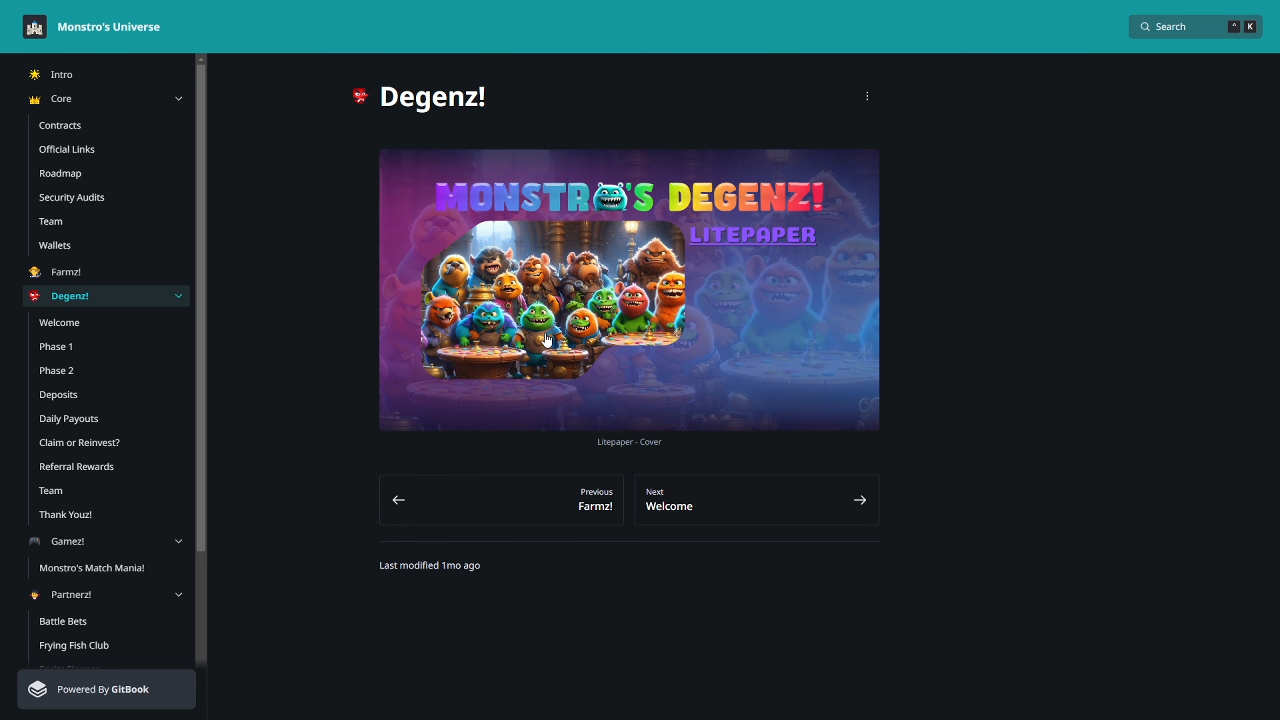 Monstro's Universe
Search
^ K
Intro
Core
Contracts
Official Links
Roadmap
Security Audits
Team
Wallets
Farmz!
Degenz!
Welcome
Phase 1
Phase 2
Deposits
Daily Payouts
Claim or Reinvest?
Referral Rewards
Team
Thank Youz!
Gamez!
Monstro's Match Mania!
Partnerz!
Battle Bets
Frying Fish Club
Powered By GitBook
Degenz!
MONSTRO'S DEGENZ!
LITEPAPER
Litepaper - Cover
Previous
Farmz!
Next
Welcome
Last modified 1mo ago